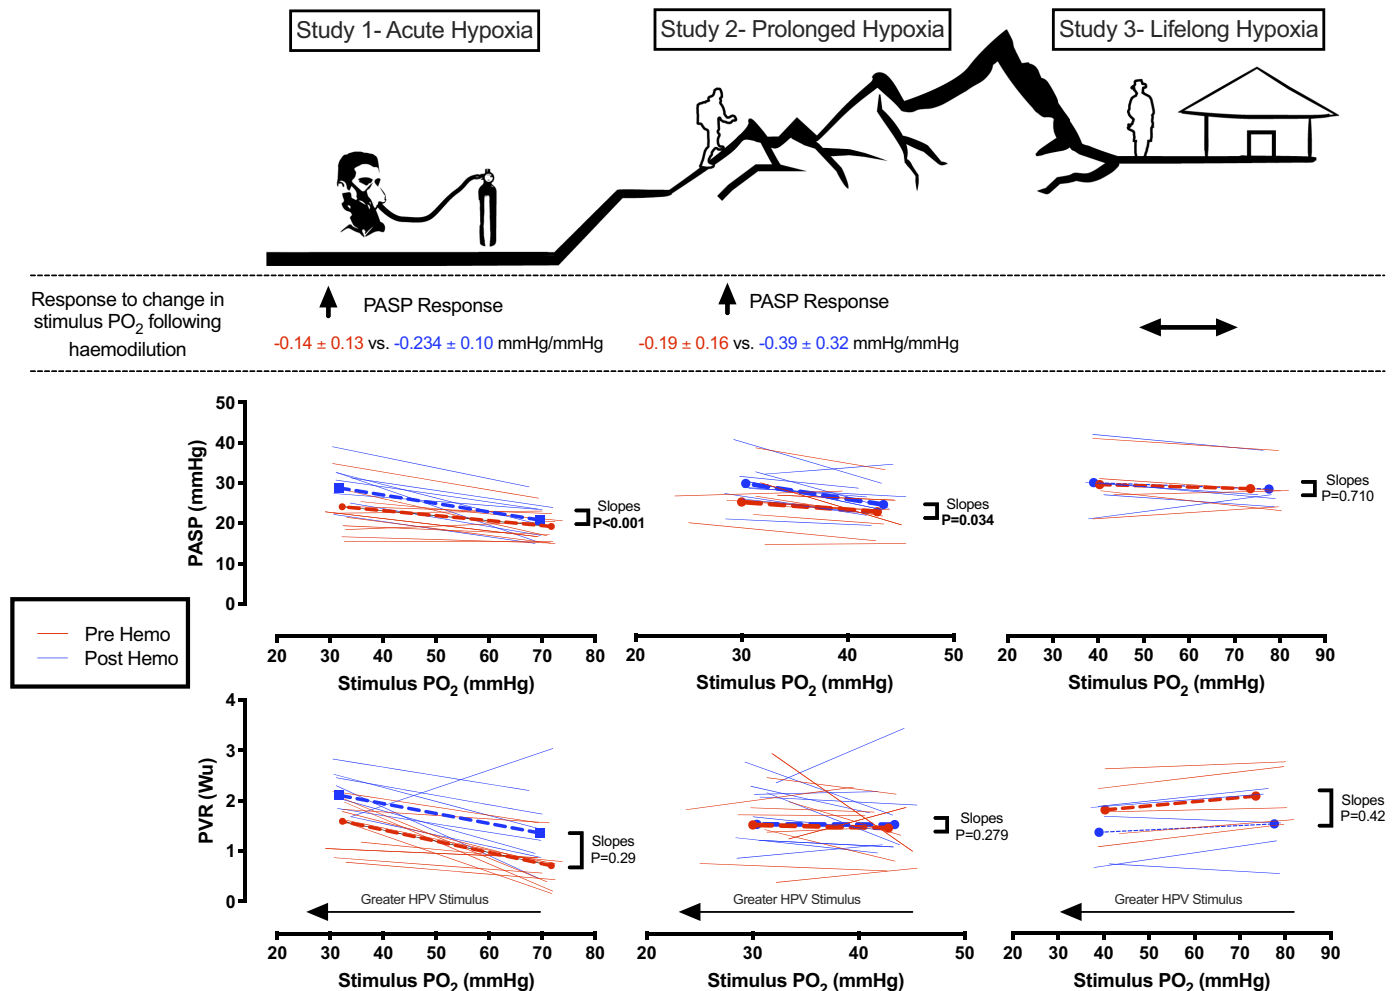 Study 1- Acute Hypoxia
Study 2- Prolonged Hypoxia
Study 3- Lifelong Hypoxia
Response to change in
stimulus PO2 following
haemodilution
PASP Response
-0.14 ± 0.13 vs. -0.234 ± 0.10 mmHg/mmHg
PASP Response
-0.19 ± 0.16 vs. -0.39 ± 0.32 mmHg/mmHg
PASP (mmHg)
50
40
30
20
10
0
Slopes
P<0.001
Slopes
P=0.034
Slopes
P=0.710
20 30 40 50 60 70 80
Stimulus PO2 (mmHg)
20 30 40 50
Stimulus PO2 (mmHg)
20 30 40 50 60 70 80 90
Stimulus PO2 (mmHg)
Pre Hemo
Post Hemo
PVR (Wu)
4
3
2
1
0
Slopes
P=0.29
Slopes
P=0.279
Slopes
P=0.42
Greater HPV Stimulus
Greater HPV Stimulus
Greater HPV Stimulus
20 30 40 50 60 70 80
Stimulus PO2 (mmHg)
20 30 40 50
Stimulus PO2 (mmHg)
20 30 40 50 60 70 80 90
Stimulus PO2 (mmHg)